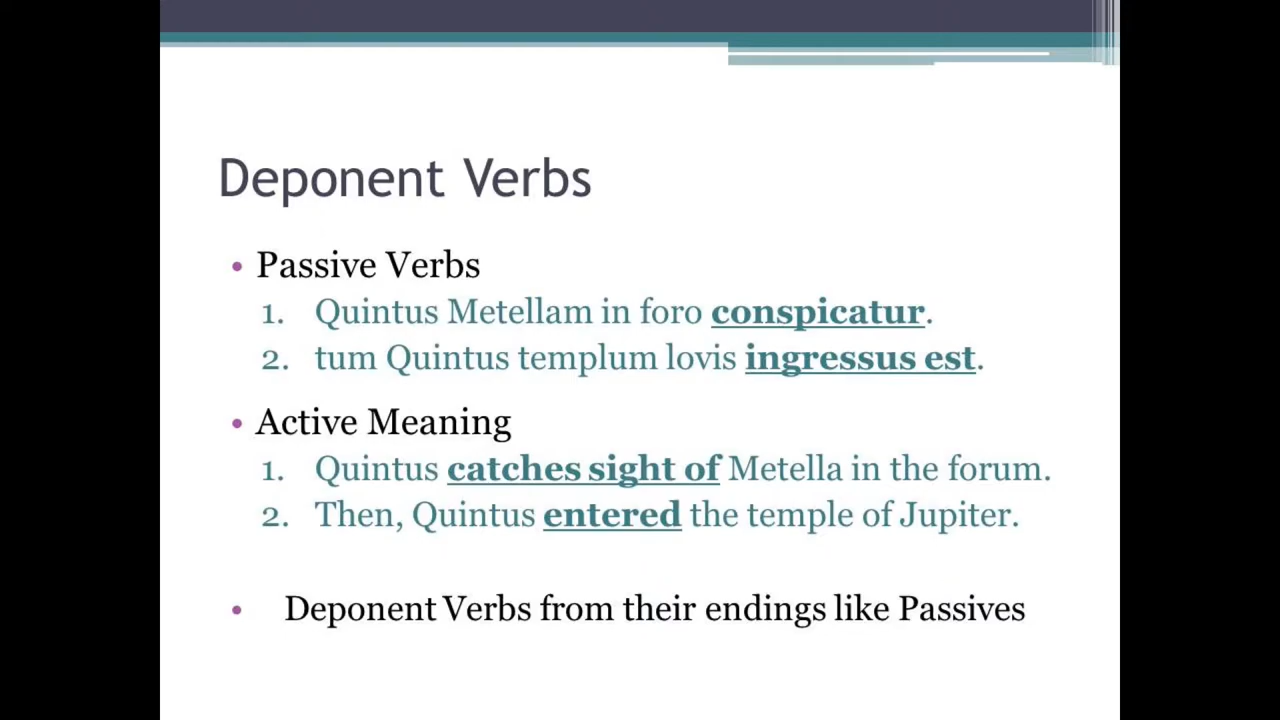 Deponent Verbs
• Passive Verbs
1. Quintus Metellam in foro conspicatur.
2. tum Quintus templum lovis ingressus est.
• Active Meaning
1. Quintus catches sight of Metella in the forum.
2. Then, Quintus entered the temple of Jupiter.
• Deponent Verbs from their endings like Passives